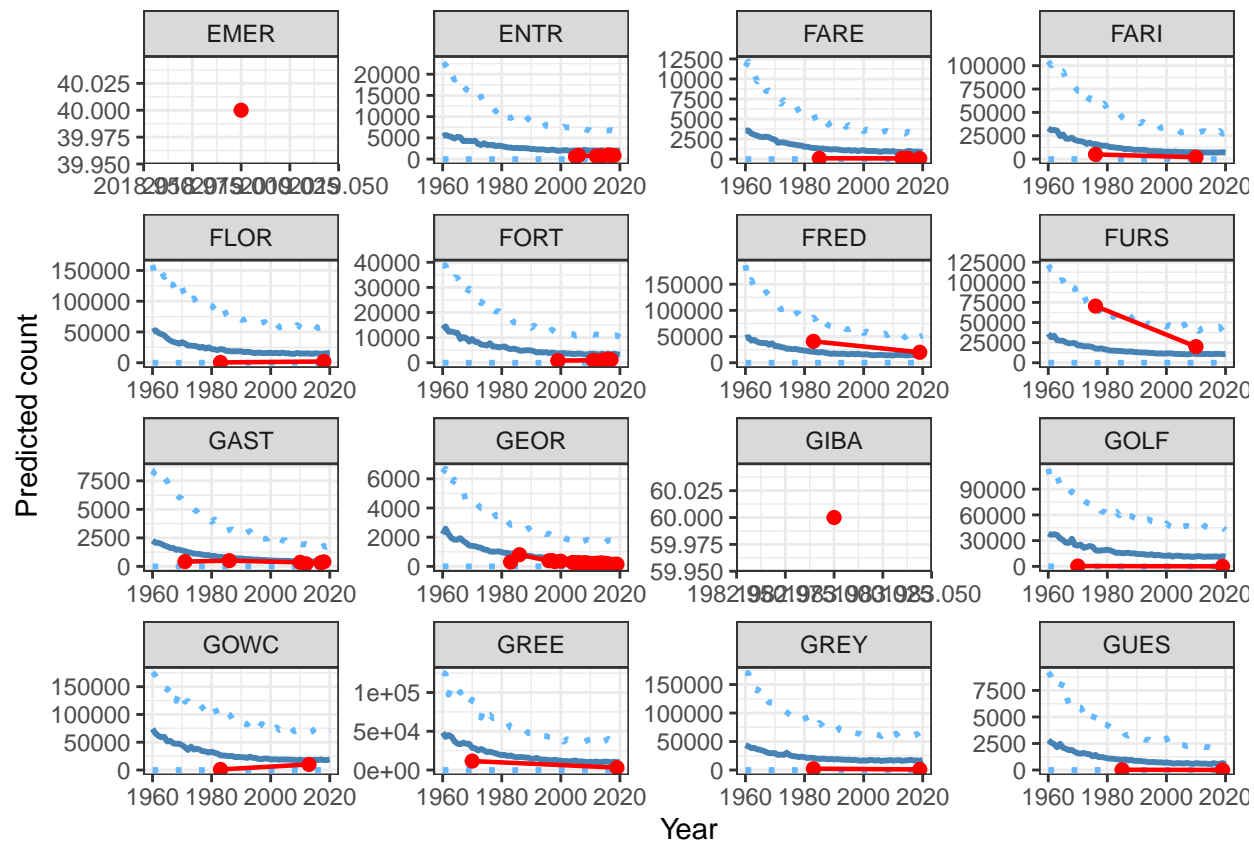 Predicted count
EMER
40.025
40.000
39.975
39.950
ENTR
20000
15000
10000
5000
0
1960 1980 2000 2020
FARE
12500
10000
7500
5000
2500
0
1960 1980 2000 2020
FARI
100000
75000
50000
25000
0
1960 1980 2000 2020
FLOR
150000
100000
50000
0
1960 1980 2000 2020
FORT
40000
30000
20000
10000
0
1960 1980 2000 2020
FRED
150000
100000
50000
0
1960 1980 2000 2020
FURS
125000
100000
75000
50000
25000
0
1960 1980 2000 2020
GAST
7500
5000
2500
0
1960 1980 2000 2020
GEOR
6000
4000
2000
0
1960 1980 2000 2020
GIBA
60.025
60.000
59.975
59.950
GOLF
90000
60000
30000
0
1960 1980 2000 2020
GOWC
150000
100000
50000
0
1960 1980 2000 2020
GREE
1e+05
5e+04
0e+00
1960 1980 2000 2020
GREY
150000
100000
50000
0
1960 1980 2000 2020
GUES
7500
5000
2500
0
1960 1980 2000 2020
Year